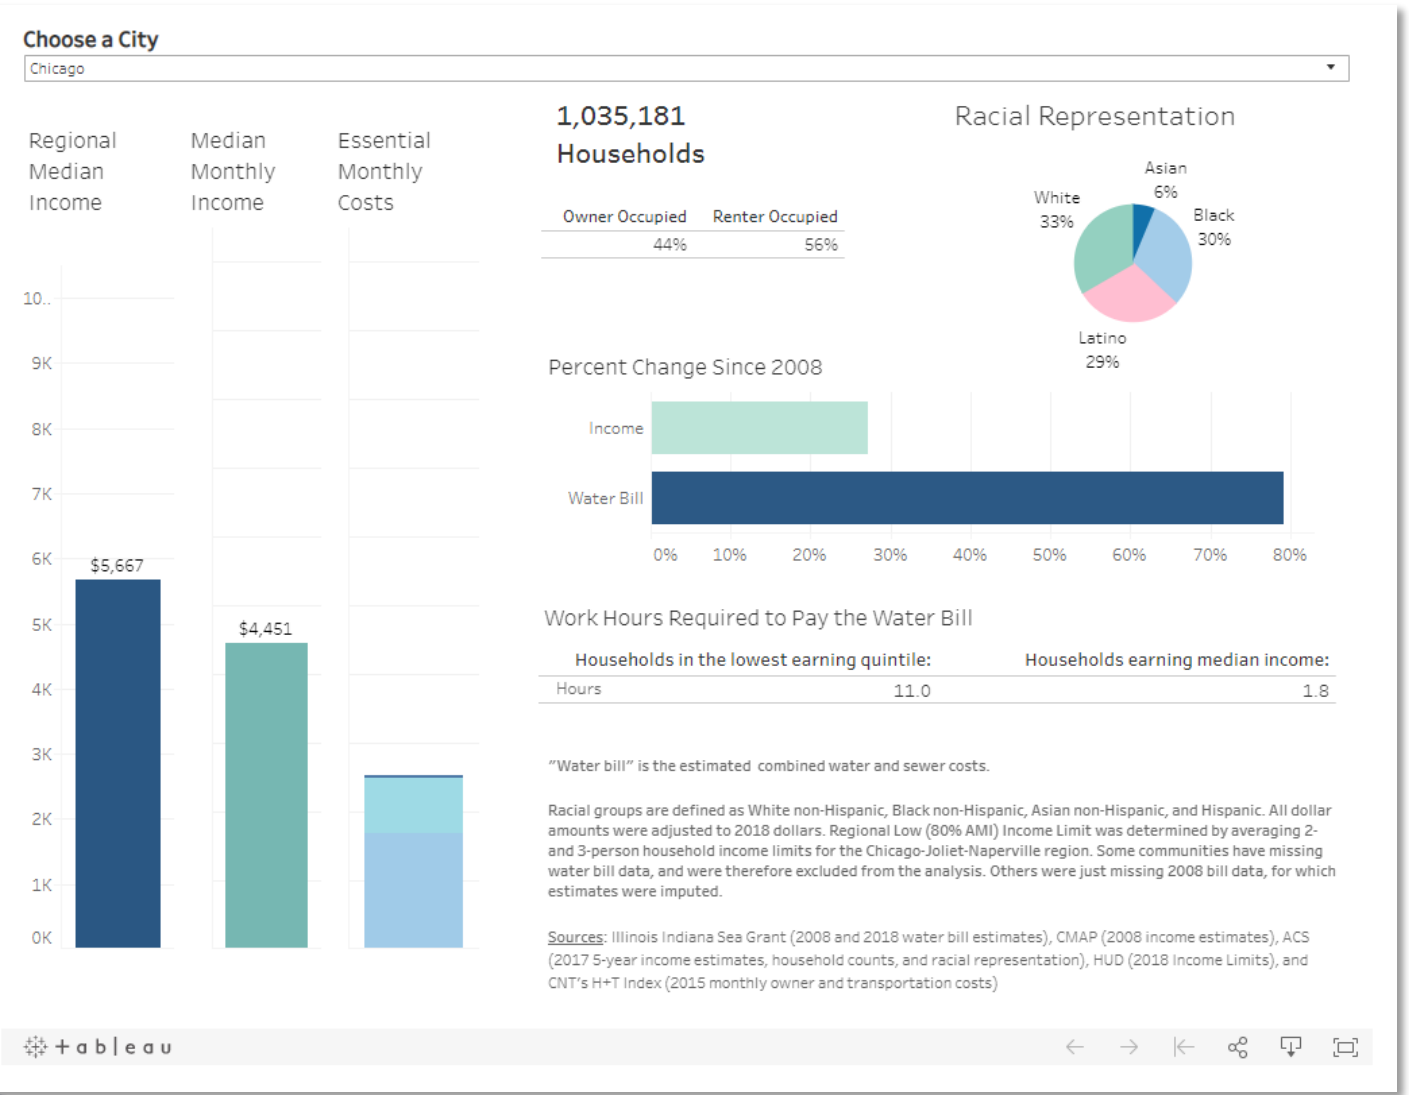 Choose a City
Chicago
Regional
Median
Income
Median
Monthly
Income
Essential
Monthly
Costs
10..
9K
8K
7K
6K
5K
4K
3K
2K
1K
0K
$5,667
$4,451
1,035,181
Households
Owner Occupied Renter Occupied
44% 56%
Racial Representation
Asian
6%
White
33%
Black
30%
Latino
29%
Percent Change Since 2008
Income
Water Bill
0% 10% 20% 30% 40% 50% 60% 70% 80%
Work Hours Required to Pay the Water Bill
Households in the lowest earning quintile: Households earning median income:
Hours 11.0 1.8
"Water bill" is the estimated combined water and sewer costs.
Racial groups are defined as White non-Hispanic, Black non-Hispanic, Asian non-Hispanic, and Hispanic. All dollar
amounts were adjusted to 2018 dollars. Regional Low (80% AMI) Income Limit was determined by averaging 2-
and 3-person household income limits for the Chicago-Joliet-Naperville region. Some communities have missing
water bill data, and were therefore excluded from the analysis. Others were just missing 2008 bill data, for which
estimates were imputed.
Sources: Illinois Indiana Sea Grant (2008 and 2018 water bill estimates), CMAP (2008 income estimates), ACS
(2017 5-year income estimates, household counts, and racial representation), HUD (2018 Income Limits), and
CNT's H+T Index (2015 monthly owner and transportation costs)
+ableau